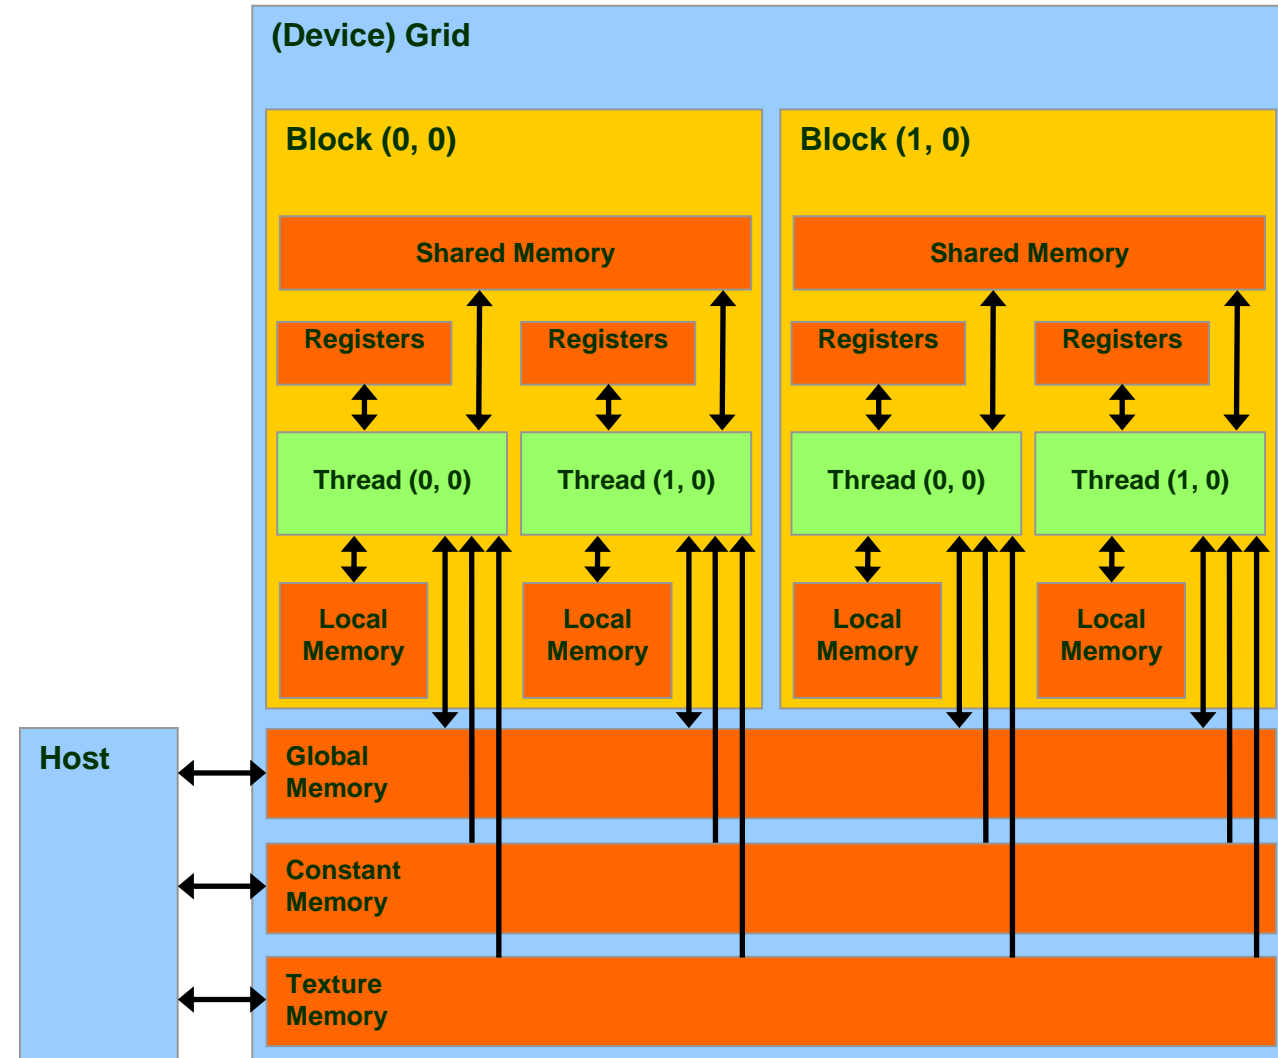 (Device) Grid
Block (0, 0)
Block (1, 0)
Shared Memory
Shared Memory
Registers
Registers
Registers
Registers
Thread (0, 0)
Thread (1, 0)
Thread (0, 0)
Thread (1, 0)
Local
Memory
Local
Memory
Local
Memory
Local
Memory
Host
Global
Memory
Constant
Memory
Texture
Memory